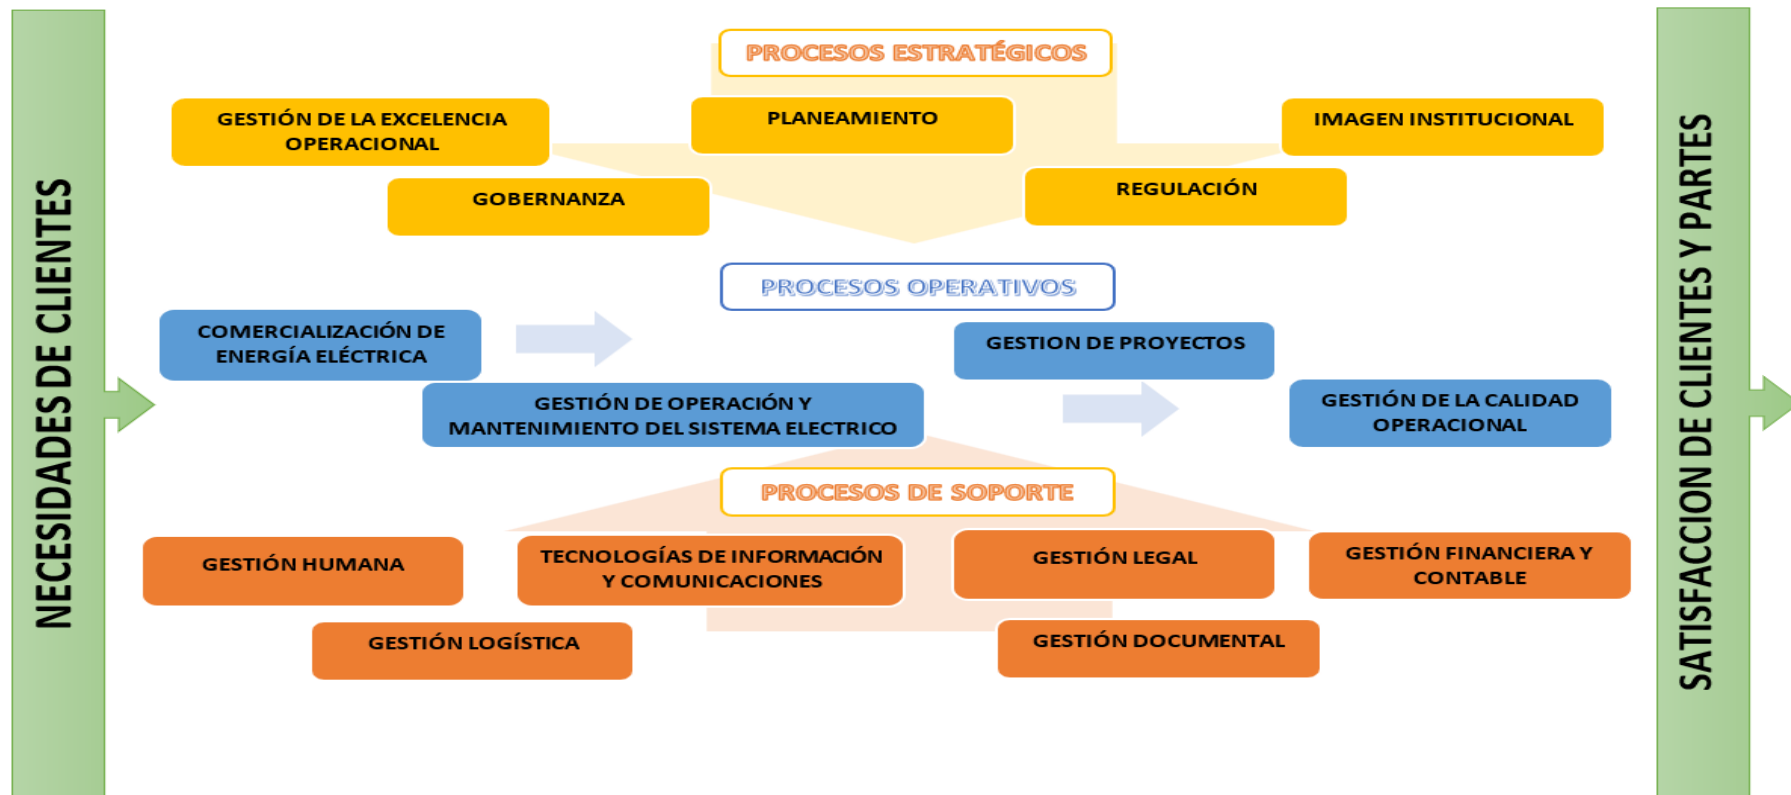 NECESIDADES DE CLIENTES
PROCESOS ESTRATÉGICOS
GESTIÓN DE LA EXCELENCIA
OPERACIONAL
PLANEAMIENTO
IMAGEN INSTITUCIONAL
GOBERNANZA
REGULACIÓN
PROCESOS OPERATIVOS
COMERCIALIZACIÓN DE
ENERGÍA ELÉCTRICA
GESTIÓN DE OPERACIÓN Y
MANTENIMIENTO DEL SISTEMA ELECTRICO
GESTION DE PROYECTOS
GESTIÓN DE LA CALIDAD
OPERACIONAL
PROCESOS DE SOPORTE
GESTIÓN HUMANA
TECNOLOGÍAS DE INFORMACIÓN
Y COMUNICACIONES
GESTIÓN LEGAL
GESTIÓN FINANCIERA Y
CONTABLE
GESTIÓN LOGÍSTICA
GESTIÓN DOCUMENTAL
SATISFACCION DE CLIENTES Y PARTES